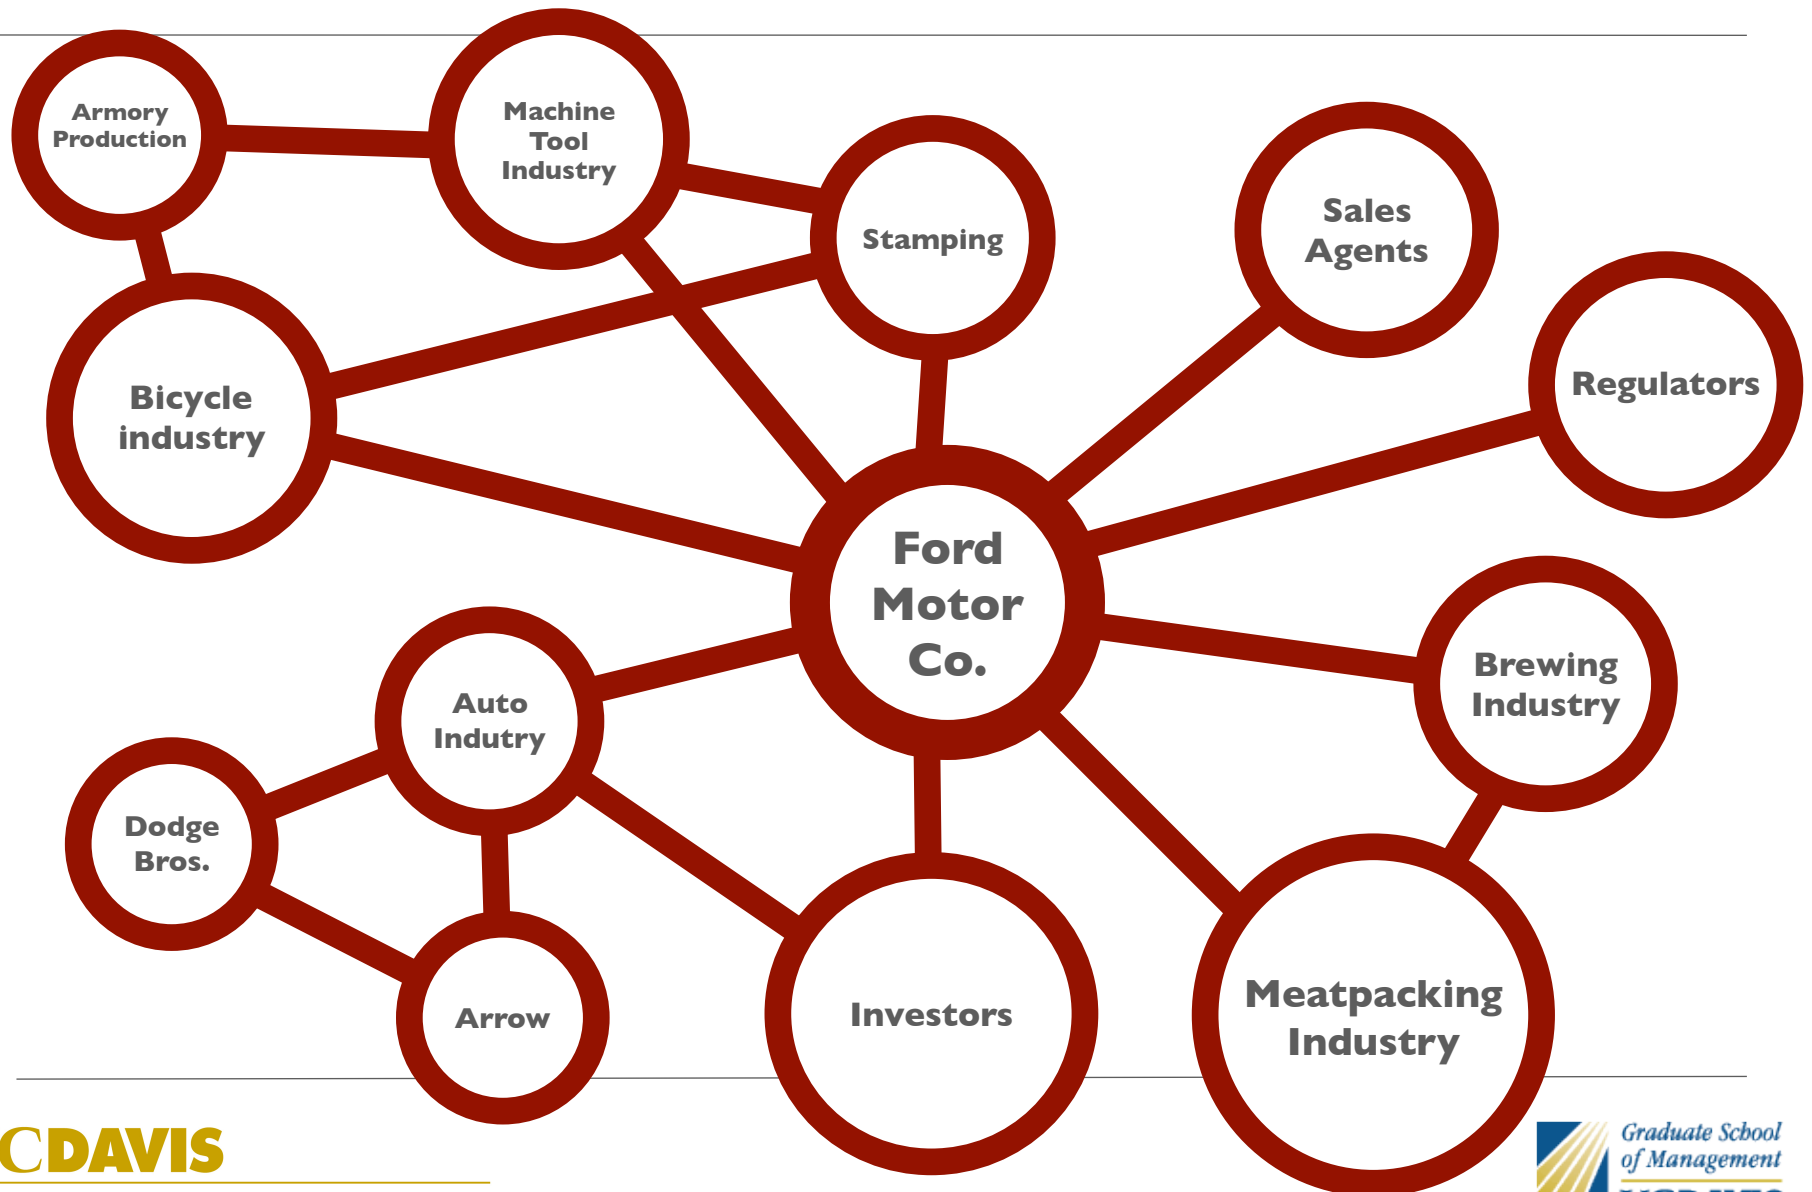 Armory
Production
Machine
Tool
Industry
Stamping
Sales
Agents
Regulators
Bicycle
industry
Ford
Motor
Co.
Auto
Indutry
Brewing
Industry
Dodge
Bros.
Arrow
Investors
Meatpacking
Industry
CDAVIS
Graduate School
of Management